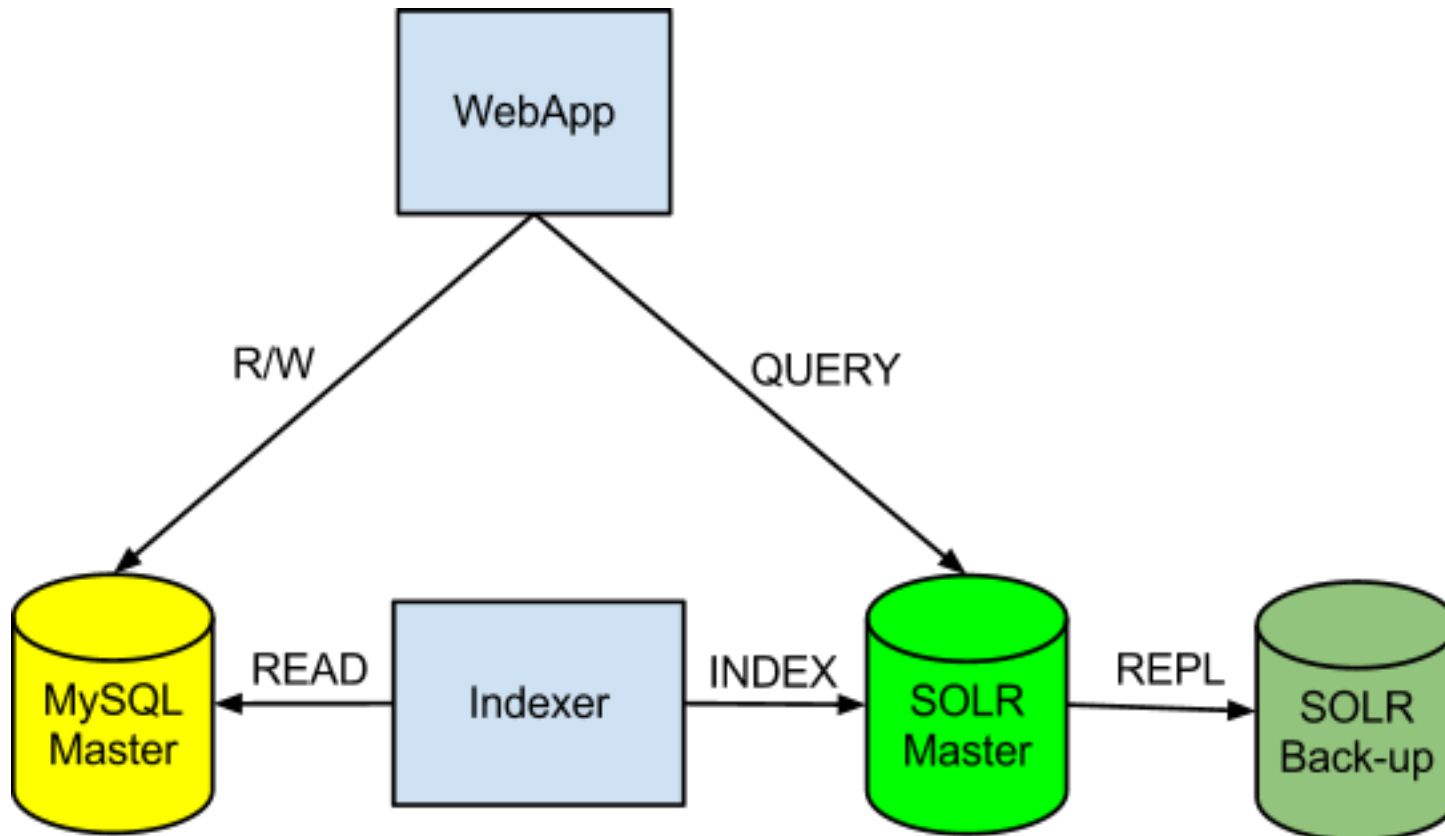 WebApp
R/W
QUERY
READ
INDEX
REPL
MySQL
Master
Indexer
SOLR
Master
SOLR
Back-up